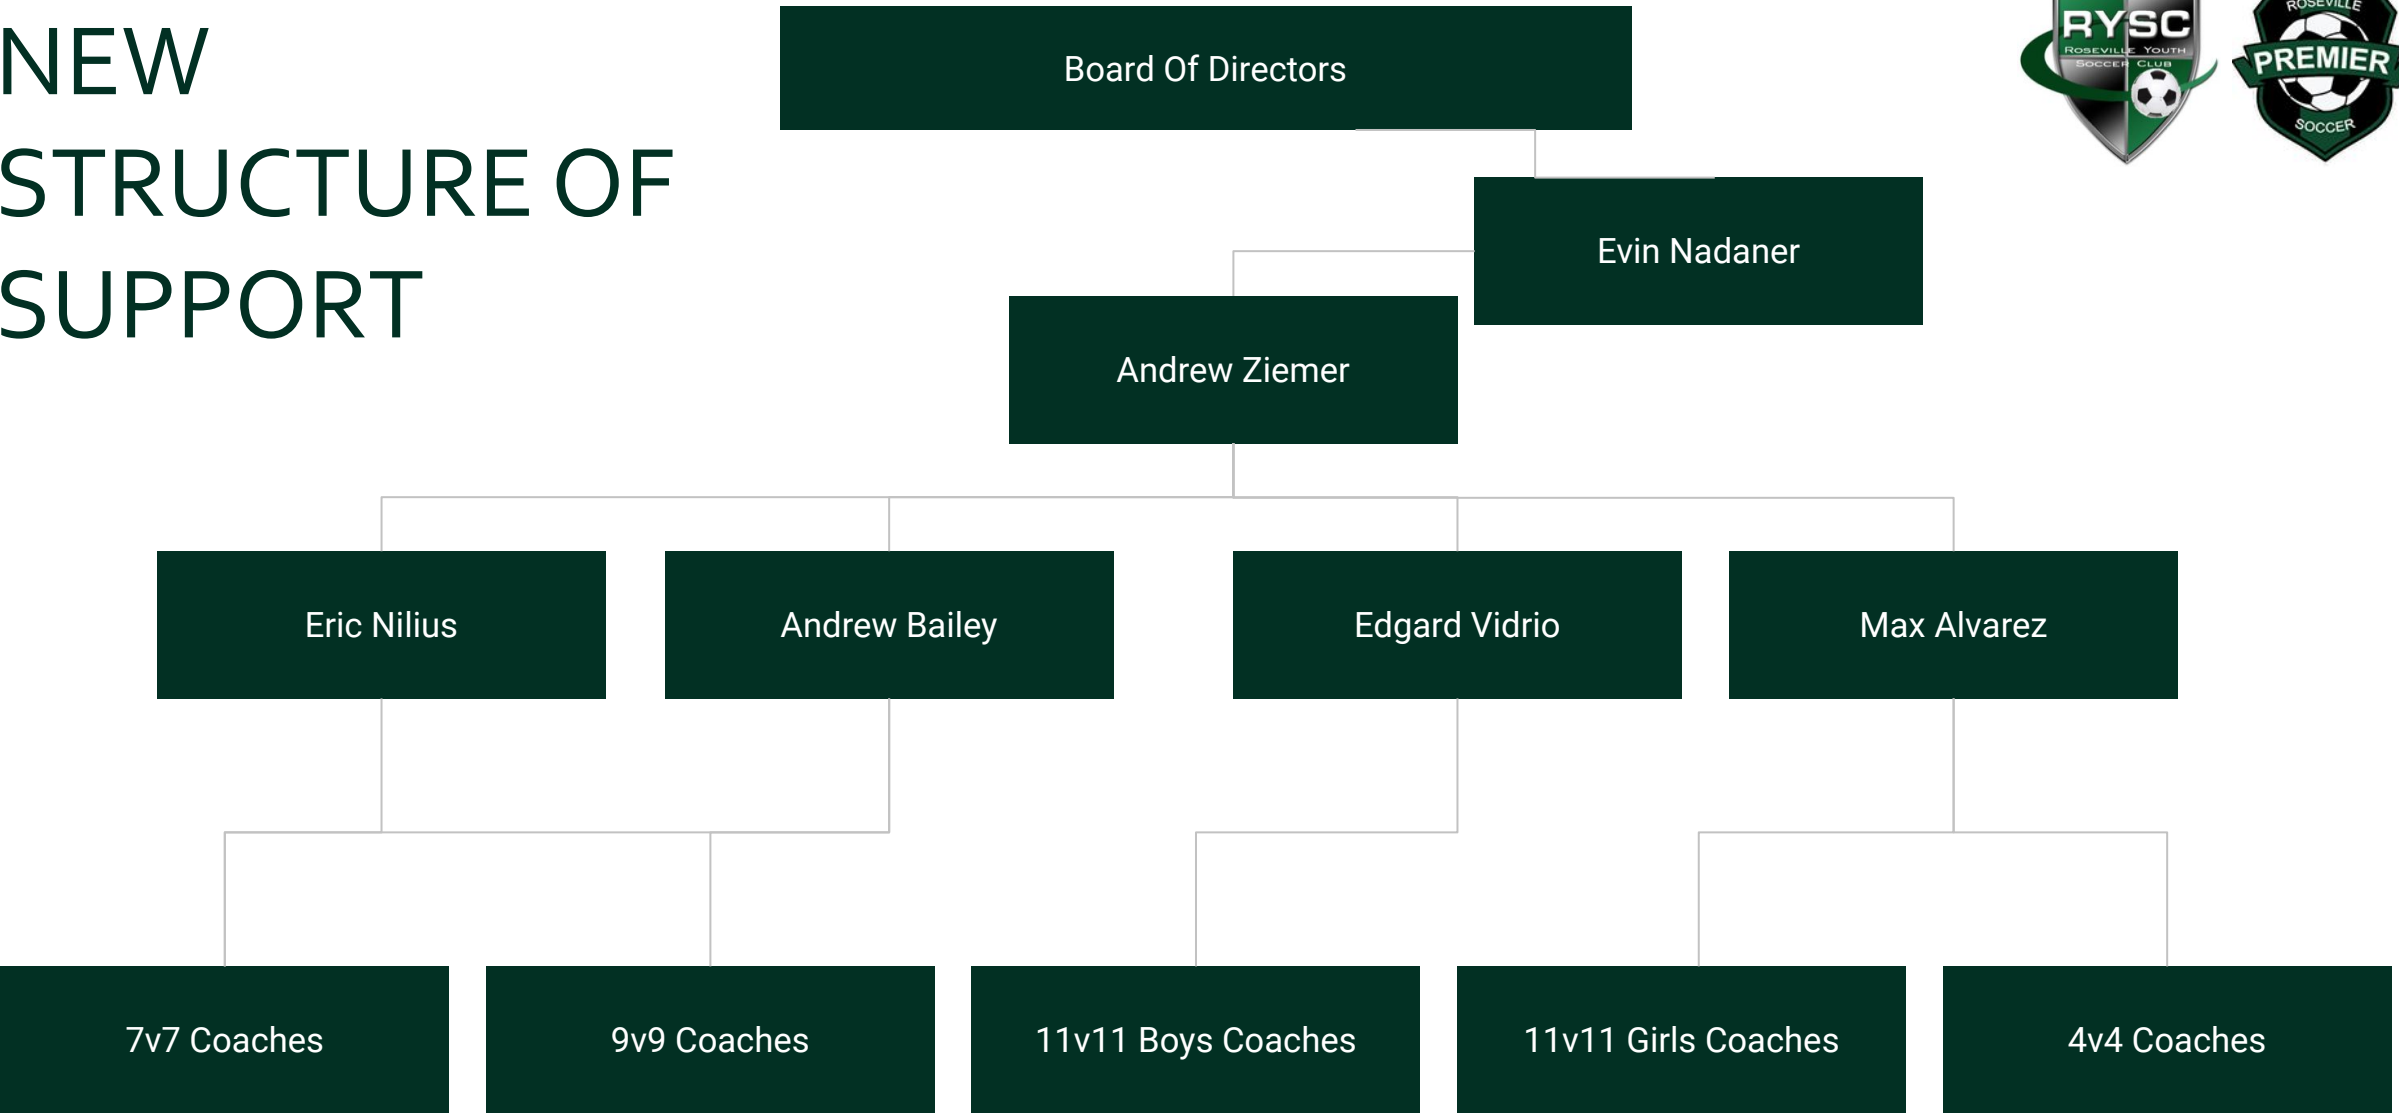 NEW
STRUCTURE OF
SUPPORT
Board Of Directors
RYSC
ROSEVILLE YOUTH
SOCCER CLUB
ROSEVILLE
PREMIER
SOCCER
Evin Nadaner
Andrew Ziemer
Eric Nilius
Andrew Bailey
Edgard Vidrio
Max Alvarez
7v7 Coaches
9v9 Coaches
11v11 Boys Coaches
11v11 Girls Coaches
4v4 Coaches